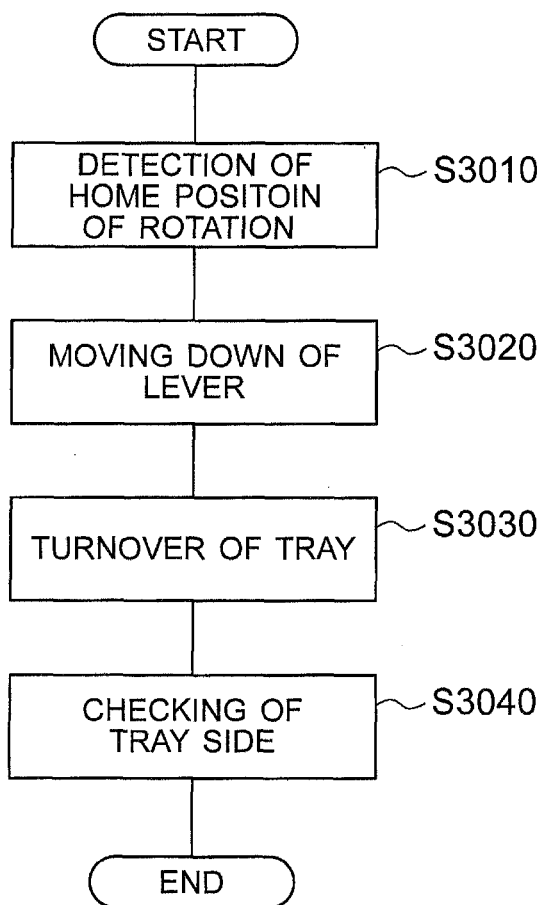 START
DETECTION OF
HOME POSITOIN
OF ROTATION
S3010
MOVING DOWN OF
LEVER
S3020
TURNOVER OF TRAY
S3030
CHECKING OF
TRAY SIDE
S3040
END